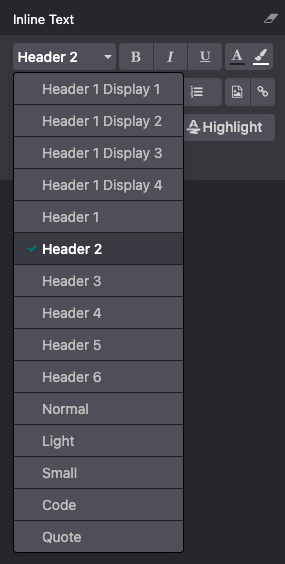 Inline Text
Header 2 B I U A
Header 1 Display 1
Header 1 Display 2
Header 1 Display 3
Header 1 Display 4
A Highlight
Header 1
Header 2
Header 3
Header 4
Header 5
Header 6
Normal
Light
Small
Code
Quote